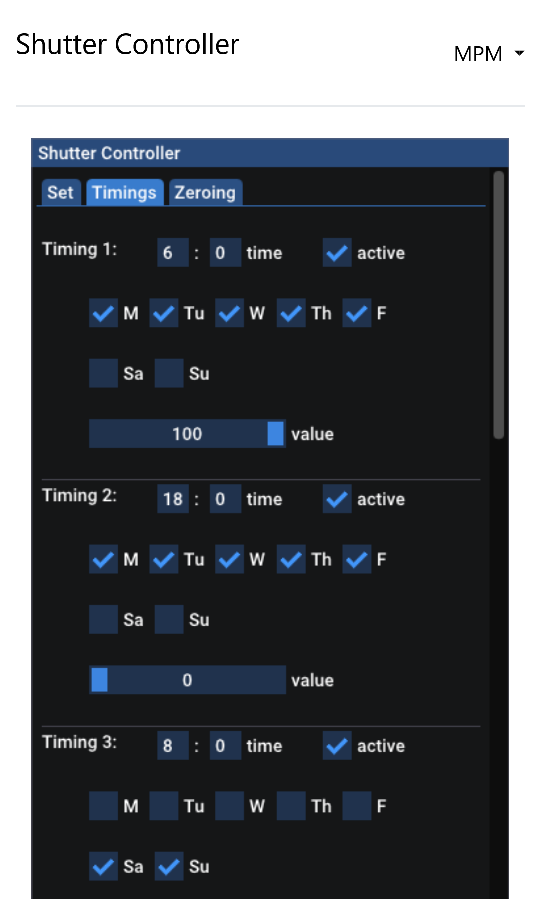 Shutter Controller
MPM
Shutter Controller
Set Timings Zeroing
Timing 1: 6 : 0 time active
M Tu W Th F
Sa Su
100 value
Timing 2: 18 : 0 time active
M Tu W Th F
Sa Su
0 value
Timing 3: 8 : 0 time active
M Tu W Th F
Sa Su